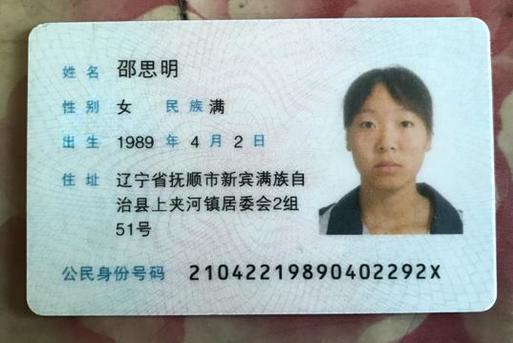 姓名 邵思明
性别 女 民族 满
出生 1989 年 4 月 2 日
住址 辽宁省抚顺市新宾满族自
治县上夹河镇居委会2组
51号
公民身份号码 21042219890402292X